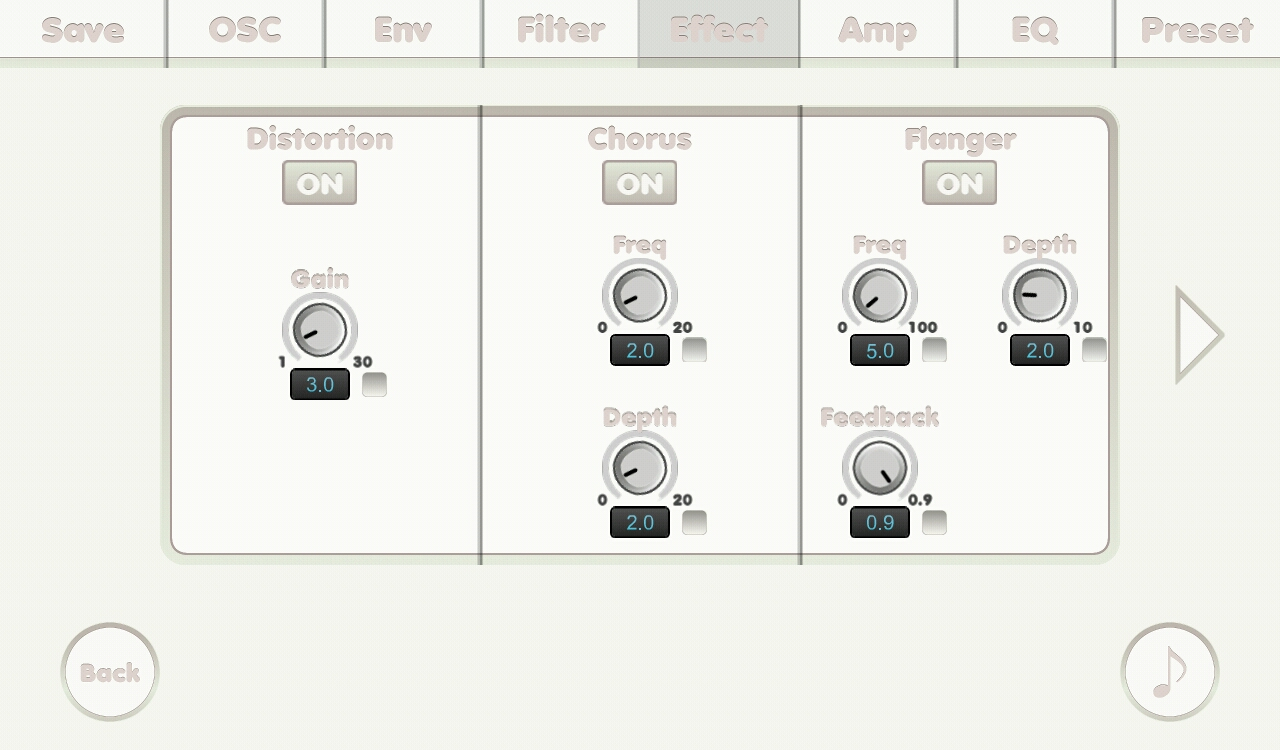 Save OSC Env Filter Effect Amp EQ Preset
Distortion Chorus Flanger
ON ON ON
Freq Freq Depth
Gain
0 20 0 100 0 10
2.0 5.0 2.0
1 30
3.0
Depth Feedback
0 20 0 0.9
2.0 0.9
Back